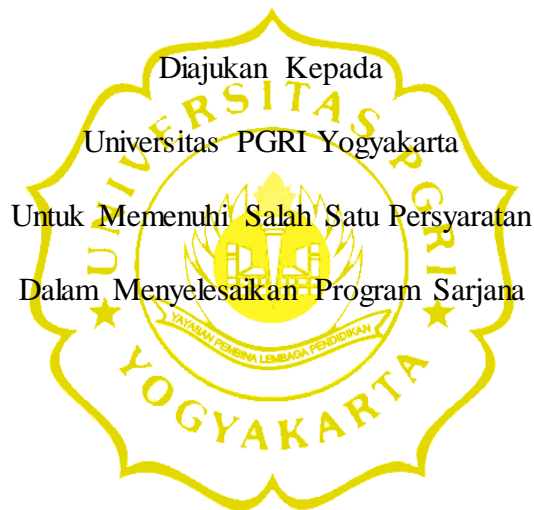 Diajukan Kepada
Universitas PGRI Yogyakarta
Untuk Memenuhi Salah Satu Persyaratan
Dalam Menyelesaikan Program Sarjana
UNIVERSITAS PGRI
YAYASAN PEMBINA LEMBAGA PENDIDIKAN
YOGYAKARTA